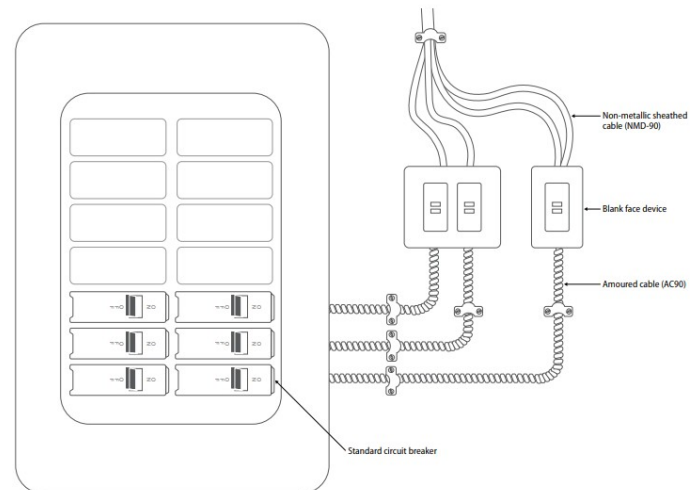 Non-metallic sheathed
cable (NMD-90)
Blank face device
Amoured cable (AC90)
Standard circuit breaker